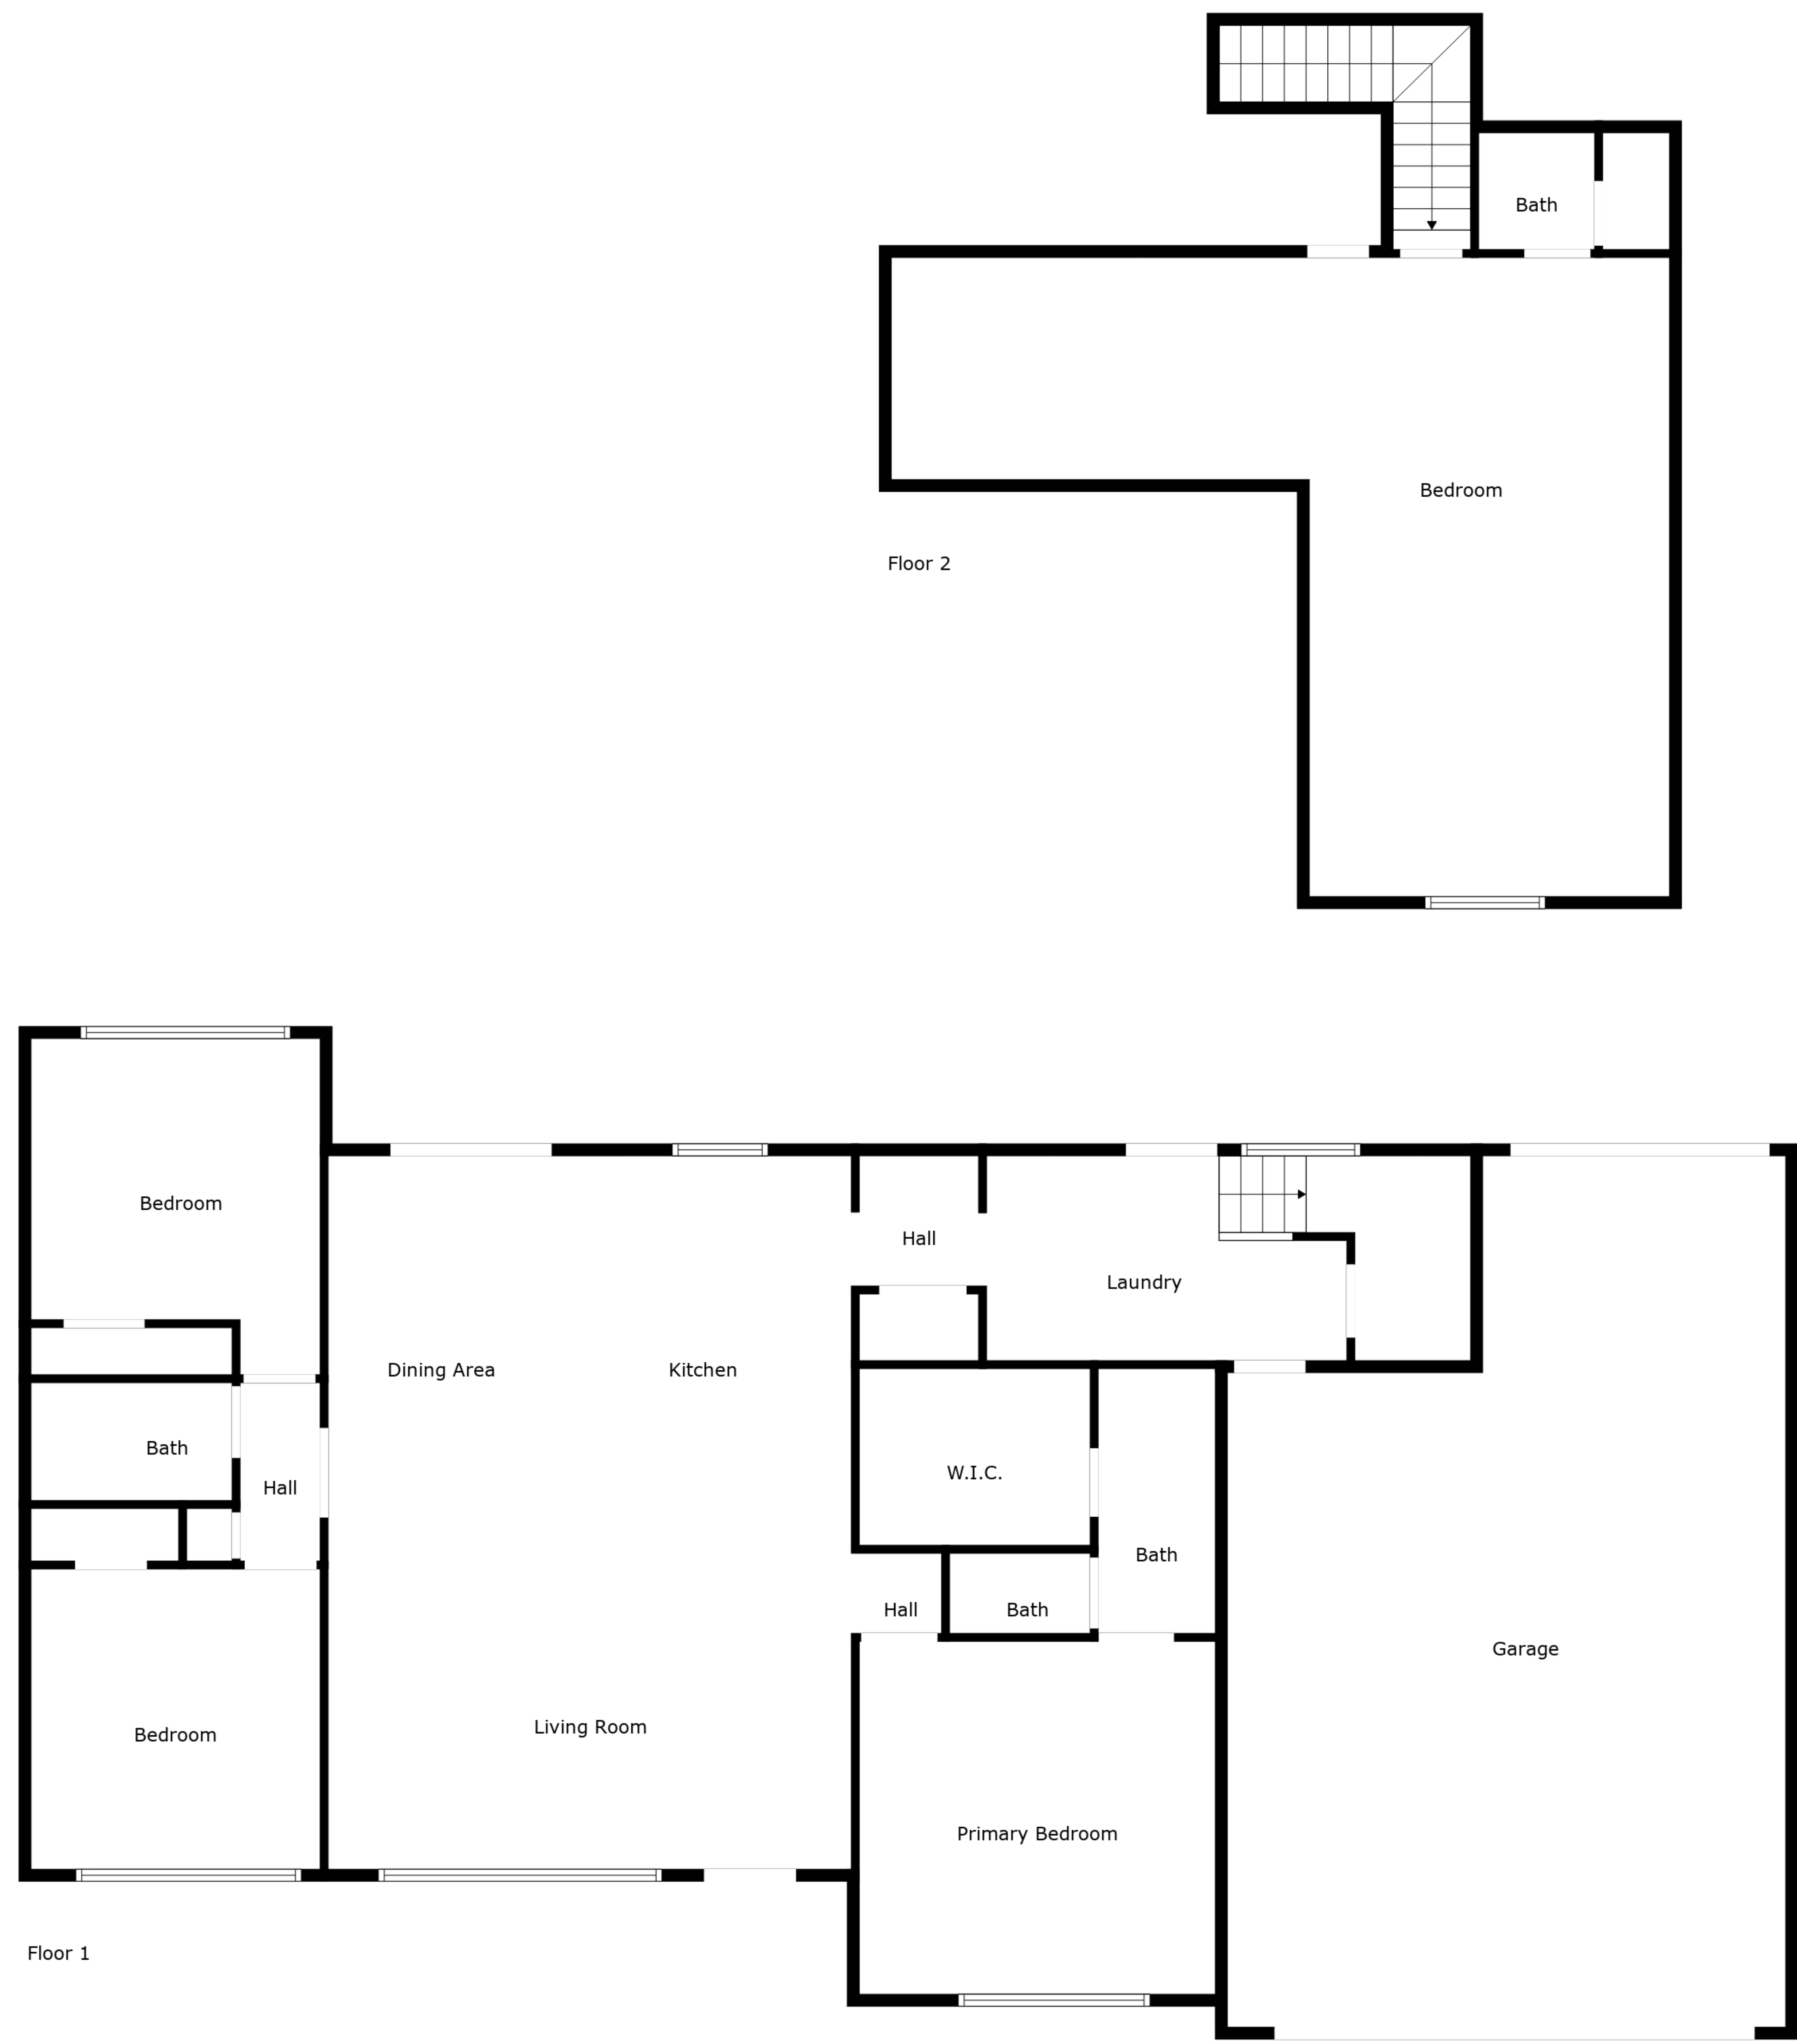 Bath
Bedroom
Floor 2
Bedroom
Hall
Laundry
Dining Area
Kitchen
Bath
W.I.C.
Hall
Bath
Hall
Bath
Garage
Living Room
Bedroom
Primary Bedroom
Floor 1